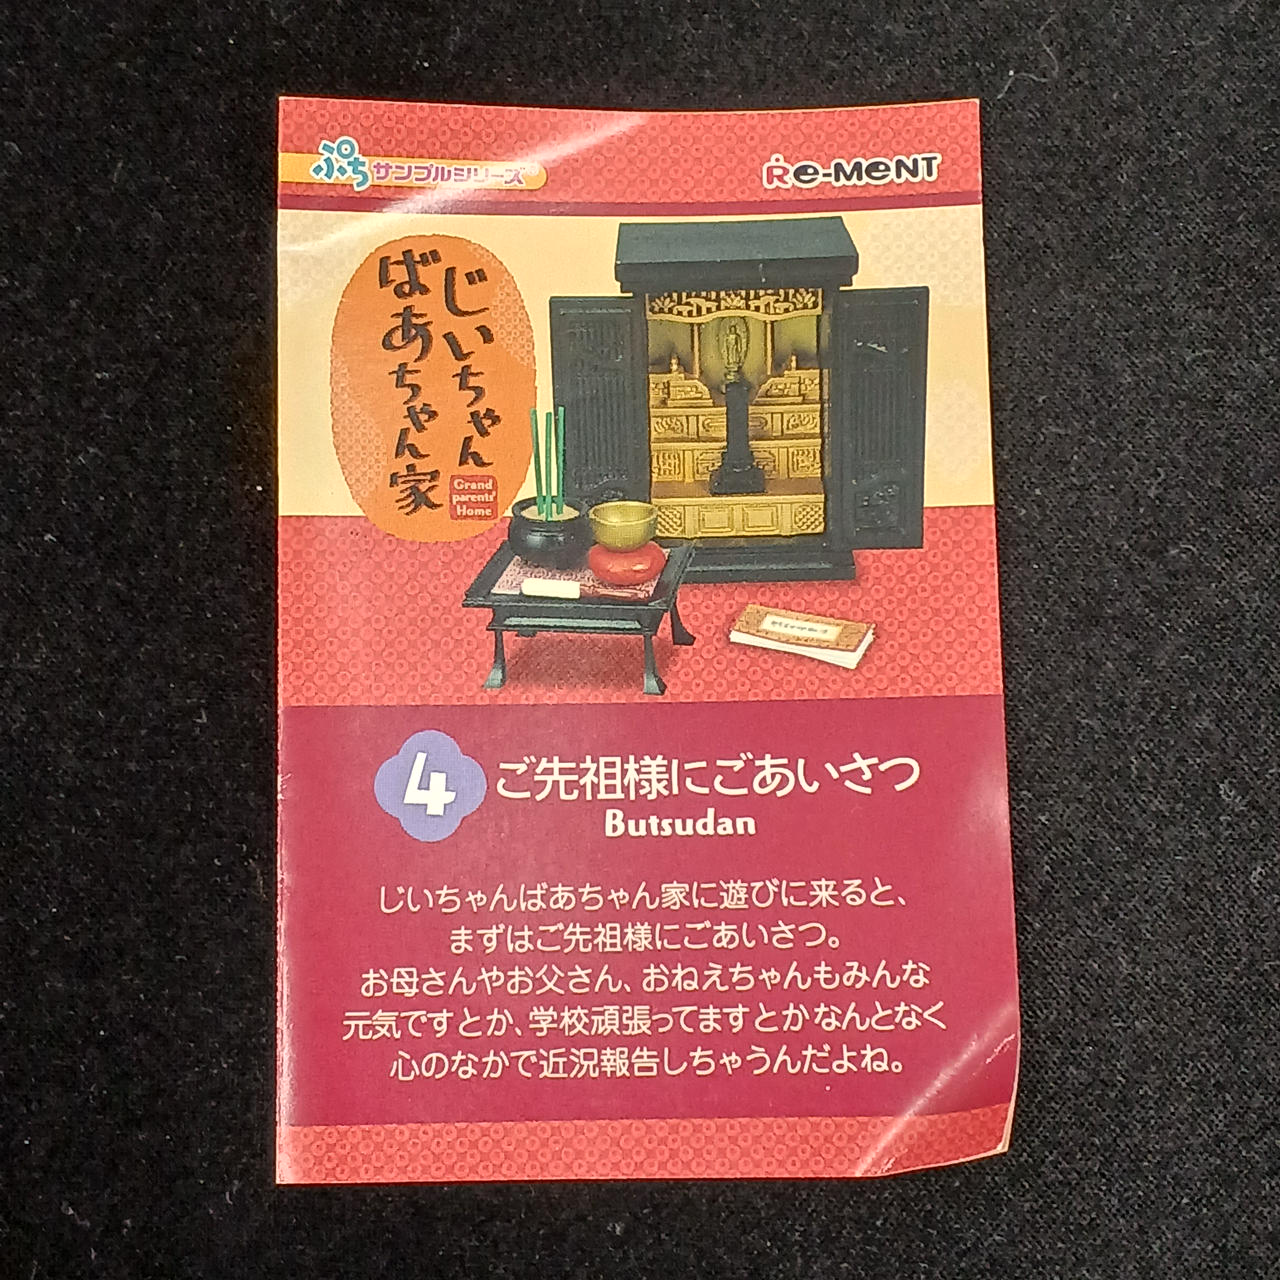 ぷちサンプルシリーズ
Re-MeNT
じいちゃん
ばあちゃん家
Grand
parents'
Home
4
ご先祖様にごあいさつ
Butsudan
じいちゃんばあちゃん家に遊びに来ると、
まずはご先祖様にごあいさつ。
お母さんやお父さん、おねえちゃんもみんな
元気ですとか、学校頑張ってますとかなんとなく
心のなかで近況報告しちゃうんだよね。